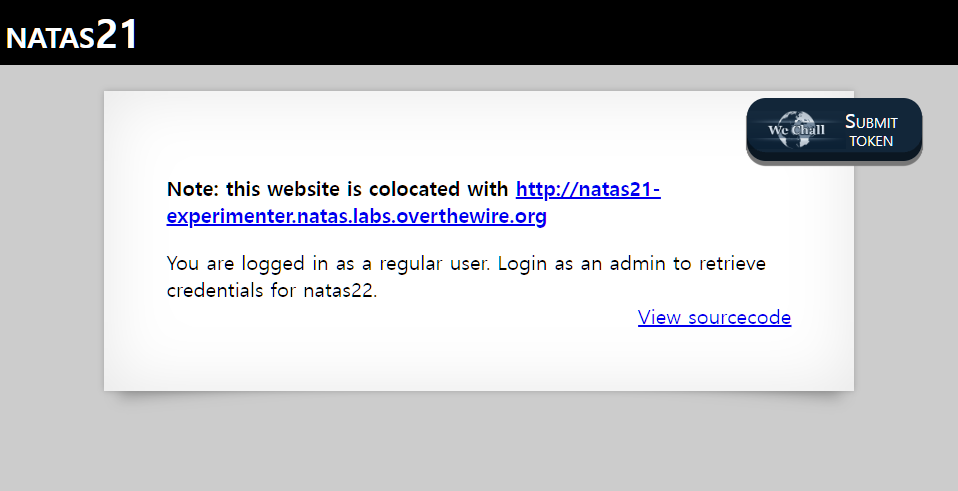 NATAS21
We Chall
SUBMIT
TOKEN
Note: this website is colocated with http://natas21-
experimenter.natas.labs.overthewire.org
You are logged in as a regular user. Login as an admin to retrieve
credentials for natas22.
View sourcecode